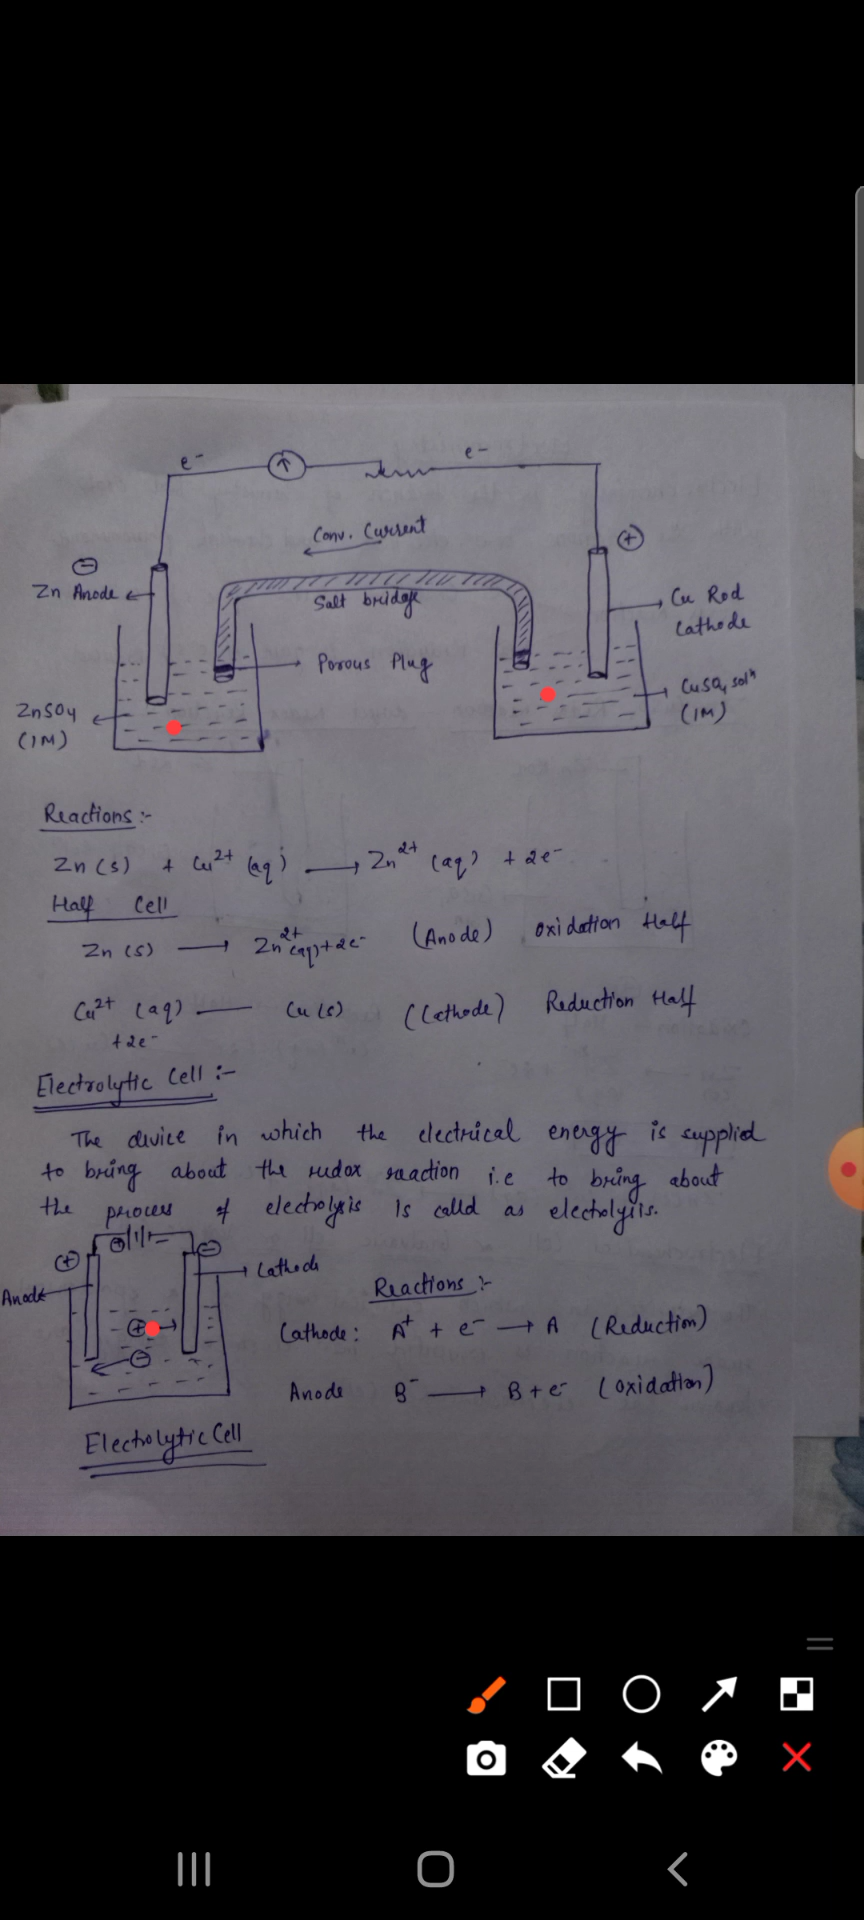 e- ↑ e-
Conv. Current
⊖ ⊕
Zn Anode
Salt bridge
Cu Rod
Cathode
Porous Plug
ZnSO4
(1M)
CuSO4 solⁿ
(1M)
Reactions:-
Zn (s) + Cu²⁺ (aq) ⟶ Zn²⁺ (aq) + 2e⁻
Half Cell
Zn (s) ⟶ Zn²⁺(aq)+2e⁻ (Anode) Oxidation Half
Cu²⁺ (aq) — Cu (s) (Cathode) Reduction Half
+2e⁻
Electrolytic Cell :-
The device in which the electrical energy is supplied
to bring about the redox reaction i.e to bring about
the process of electrolysis is called as electrolysis.
⊕ ⊕ - ⊖
Anode
Cathode
Reactions :-
⊕
Cathode: A⁺ + e⁻ ⟶ A (Reduction)
⊖
Anode B⁻ ⟶ B + e⁻ (Oxidation)
Electrolytic Cell